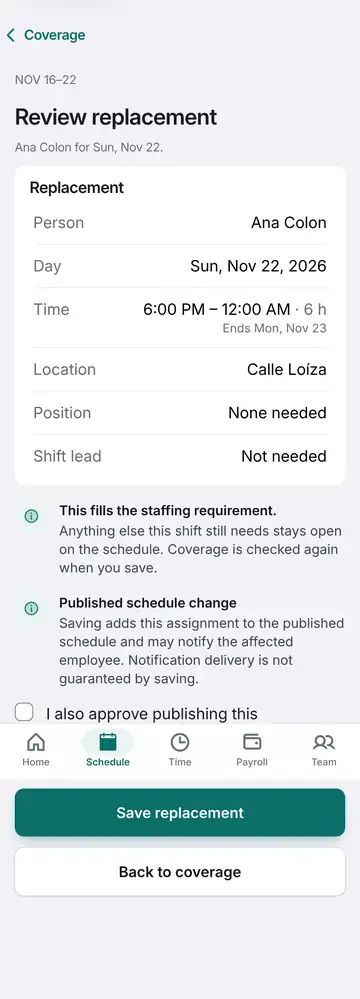 Coverage
NOV 16–22
Review replacement
Ana Colon for Sun, Nov 22.
Replacement
Person Ana Colon
Day Sun, Nov 22, 2026
Time 6:00 PM – 12:00 AM · 6 h
Ends Mon, Nov 23
Location Calle Loíza
Position None needed
Shift lead Not needed
This fills the staffing requirement.
Anything else this shift still needs stays open
on the schedule. Coverage is checked again
when you save.
Published schedule change
Saving adds this assignment to the published
schedule and may notify the affected
employee. Notification delivery is not
guaranteed by saving.
I also approve publishing this
Home Schedule Time Payroll Team
Save replacement
Back to coverage